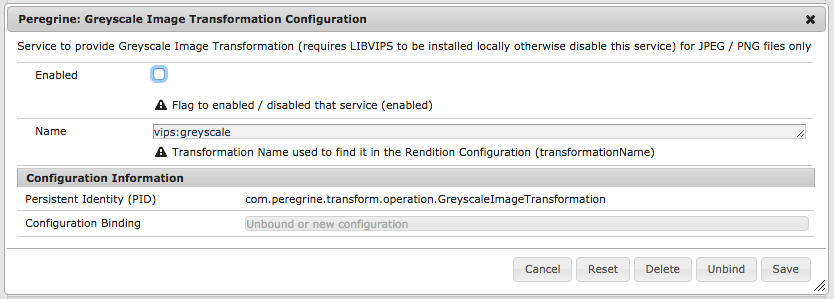 Peregrine: Greyscale Image Transformation Configuration
Service to provide Greyscale Image Transformation (requires LIBVIPS to be installed locally otherwise disable this service) for JPEG / PNG files only
Enabled
Flag to enabled / disabled that service (enabled)
Name
vips:greyscale
Transformation Name used to find it in the Rendition Configuration (transformationName)
Configuration Information
Persistent Identity (PID) com.peregrine.transform.operation.GreyscaleImageTransformation
Configuration Binding Unbound or new configuration
Cancel Reset Delete Unbind Save